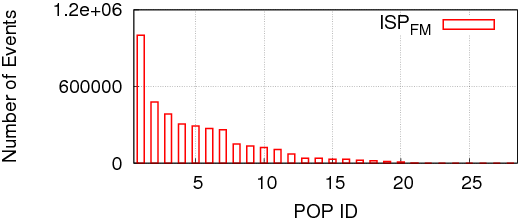 1.2e+06
600000
0
Number of Events
ISP_FM
5 10 15 20 25
POP ID